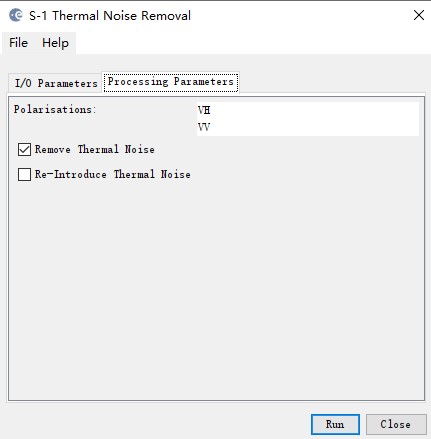 S-1 Thermal Noise Removal
File Help
I/O Parameters Processing Parameters
Polarisations: VH
VV
Remove Thermal Noise
Re-Introduce Thermal Noise
Run Close